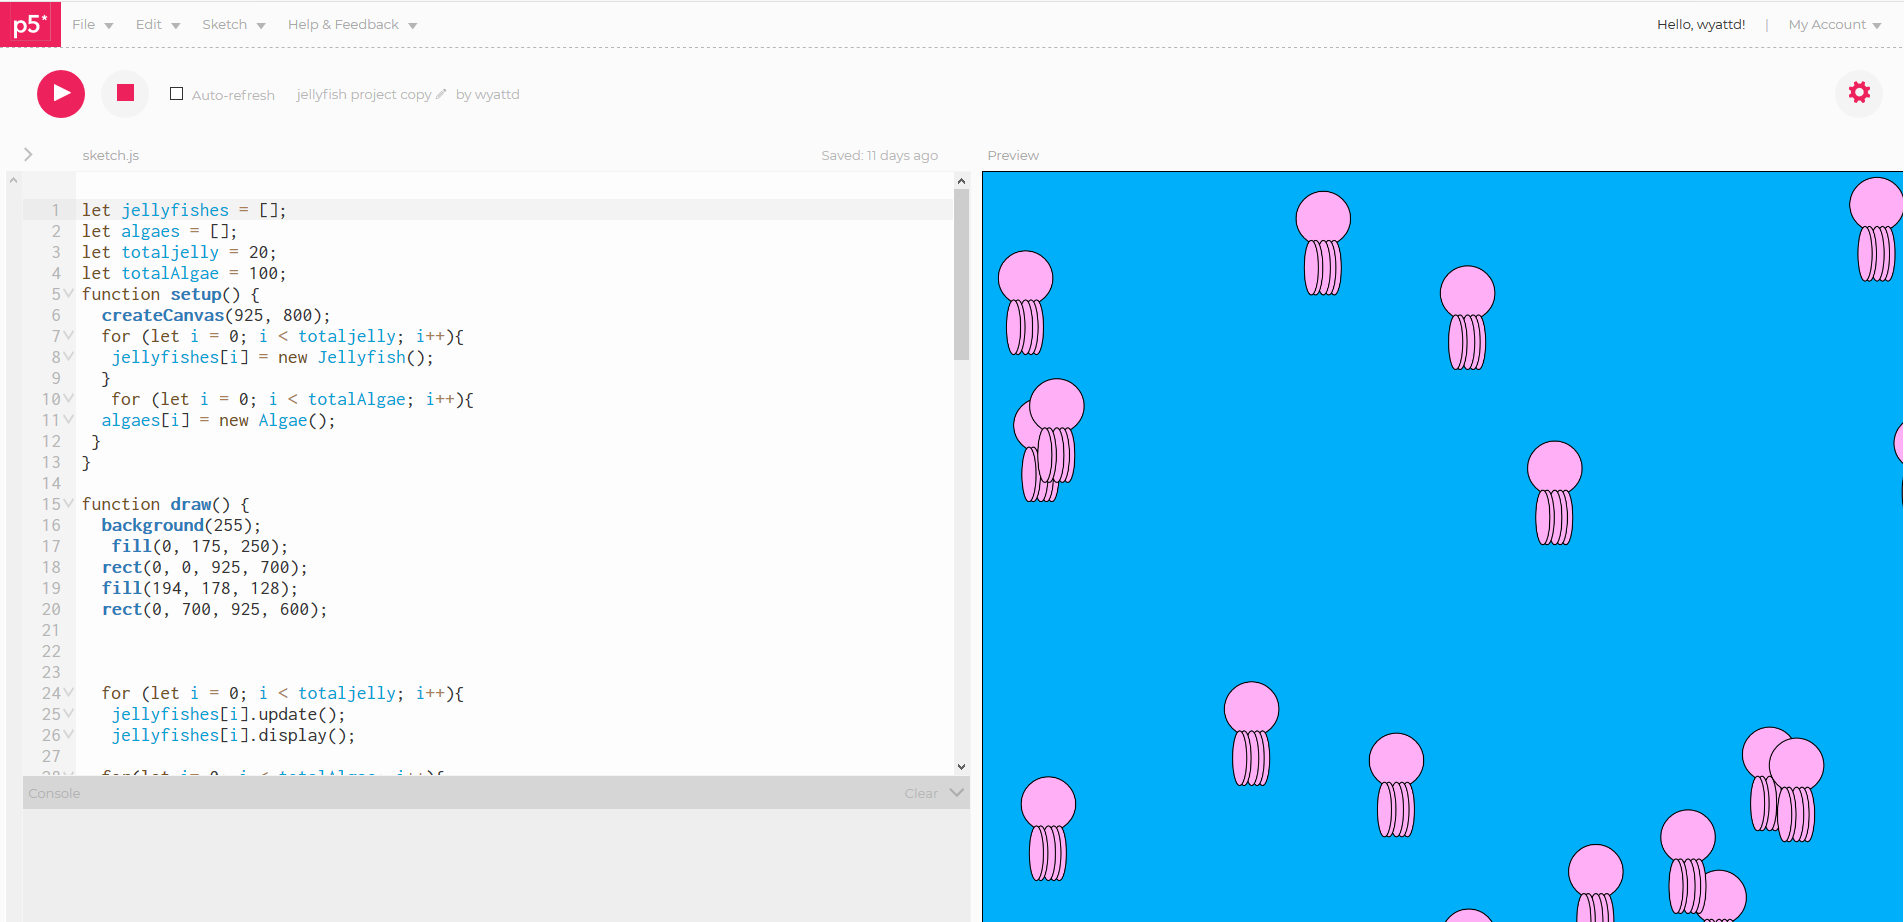 p5* File Edit Sketch Help & Feedback Hello, wyattd! | My Account
Auto-refresh jellyfish project copy by wyattd
sketch.js Saved: 11 days ago Preview
1 let jellyfishes = [];
2 let algaes = [];
3 let totaljelly = 20;
4 let totalAlgae = 100;
5 function setup() {
6 createCanvas(925, 800);
7 for (let i = 0; i < totaljelly; i++){
8 jellyfishes[i] = new Jellyfish();
9 }
10 for (let i = 0; i < totalAlgae; i++){
11 algaes[i] = new Algae();
12 }
13 }
14
15 function draw() {
16 background(255);
17 fill(0, 175, 250);
18 rect(0, 0, 925, 700);
19 fill(194, 178, 128);
20 rect(0, 700, 925, 600);
21
22
23
24 for (let i = 0; i < totaljelly; i++){
25 jellyfishes[i].update();
26 jellyfishes[i].display();
27
28 for(let i= 0; i < totalAlgae; i++){
Console Clear